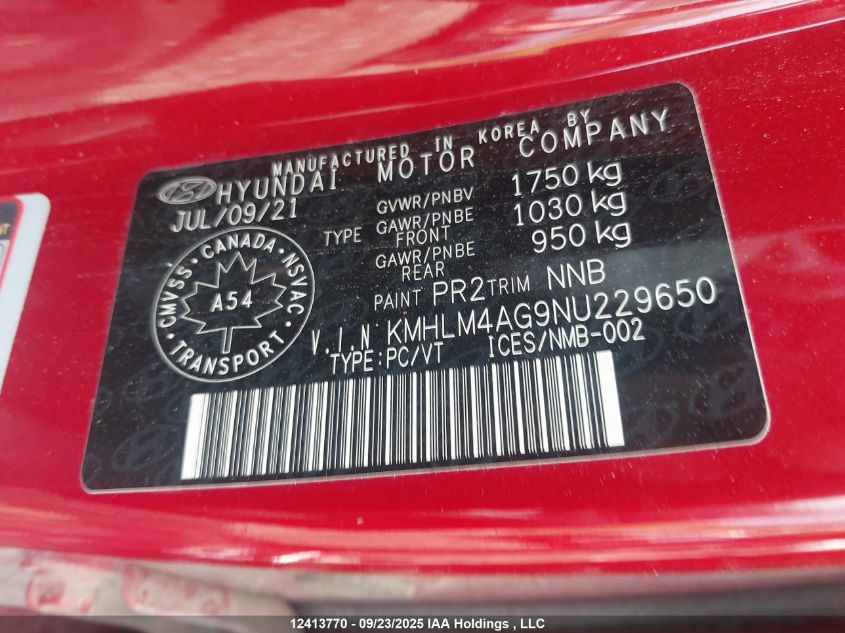 MANUFACTURED IN KOREA BY
HYUNDAI MOTOR COMPANY
JUL/09/21
GVWR/PNBV 1750 kg
TYPE GAWR/PNBE FRONT 1030 kg
GAWR/PNBE REAR 950 kg
PAINT PR2 TRIM NNB
V.I.N KMHLM4AG9NU229650
TYPE:PC/VT ICES/NMB-002
CMVSS · CANADA · NSVAC
A54
TRANSPORT
12413770 - 09/23/2025 IAA Holdings , LLC